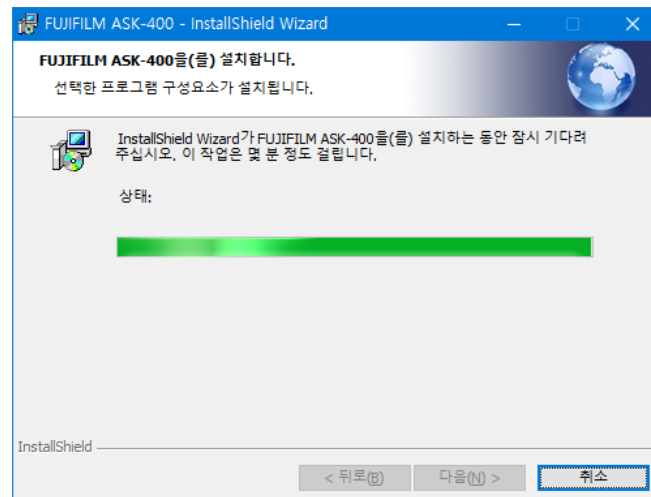 FUJIFILM ASK-400 - InstallShield Wizard
FUJIFILM ASK-400을(를) 설치합니다.
선택한 프로그램 구성요소가 설치됩니다.
InstallShield Wizard가 FUJIFILM ASK-400을(를) 설치하는 동안 잠시 기다려
주십시오. 이 작업은 몇 분 정도 걸립니다.
상태:
InstallShield
< 뒤로(B) 다음(N) > 취소